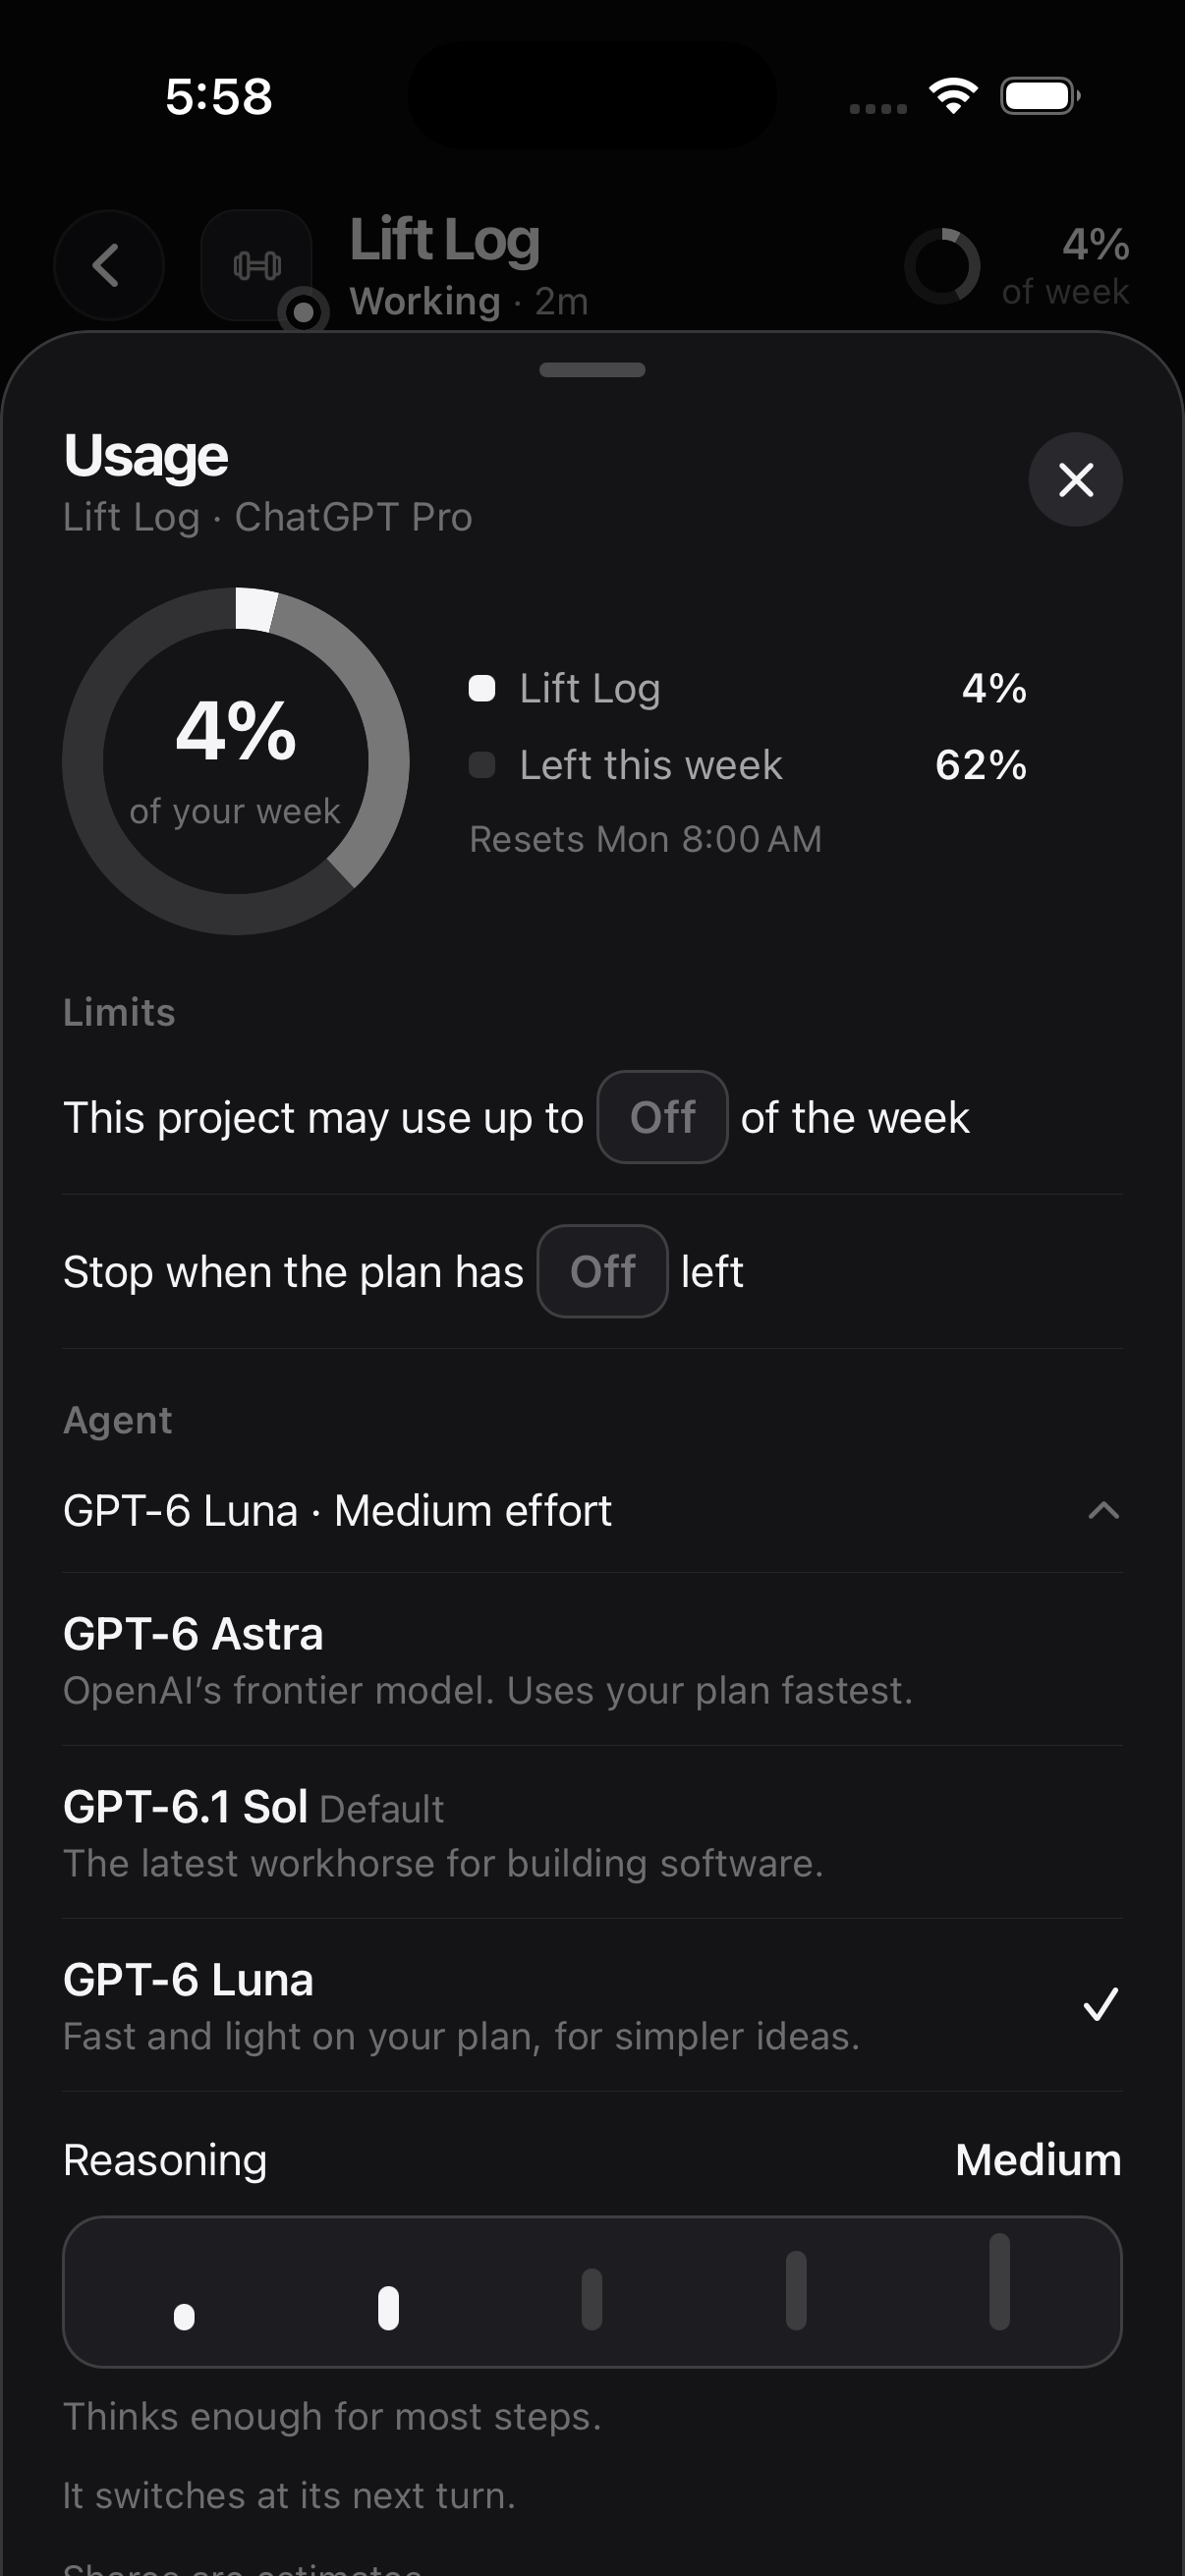 5:58
Lift Log
Working · 2m
4%
of week
Usage
Lift Log · ChatGPT Pro
4%
of your week
Lift Log 4%
Left this week 62%
Resets Mon 8:00 AM
Limits
This project may use up to Off of the week
Stop when the plan has Off left
Agent
GPT-6 Luna · Medium effort
GPT-6 Astra
OpenAI’s frontier model. Uses your plan fastest.
GPT-6.1 Sol Default
The latest workhorse for building software.
GPT-6 Luna
Fast and light on your plan, for simpler ideas.
Reasoning Medium
Thinks enough for most steps.
It switches at its next turn.
Shares are estimates